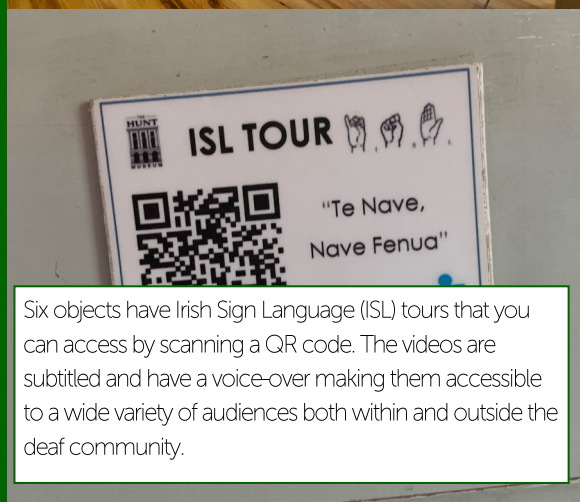 THE
HUNT
MUSEUM
ISL TOUR
"Te Nave,
Nave Fenua"
Six objects have Irish Sign Language (ISL) tours that you
can access by scanning a QR code. The videos are
subtitled and have a voice-over making them accessible
to a wide variety of audiences both within and outside the
deaf community.